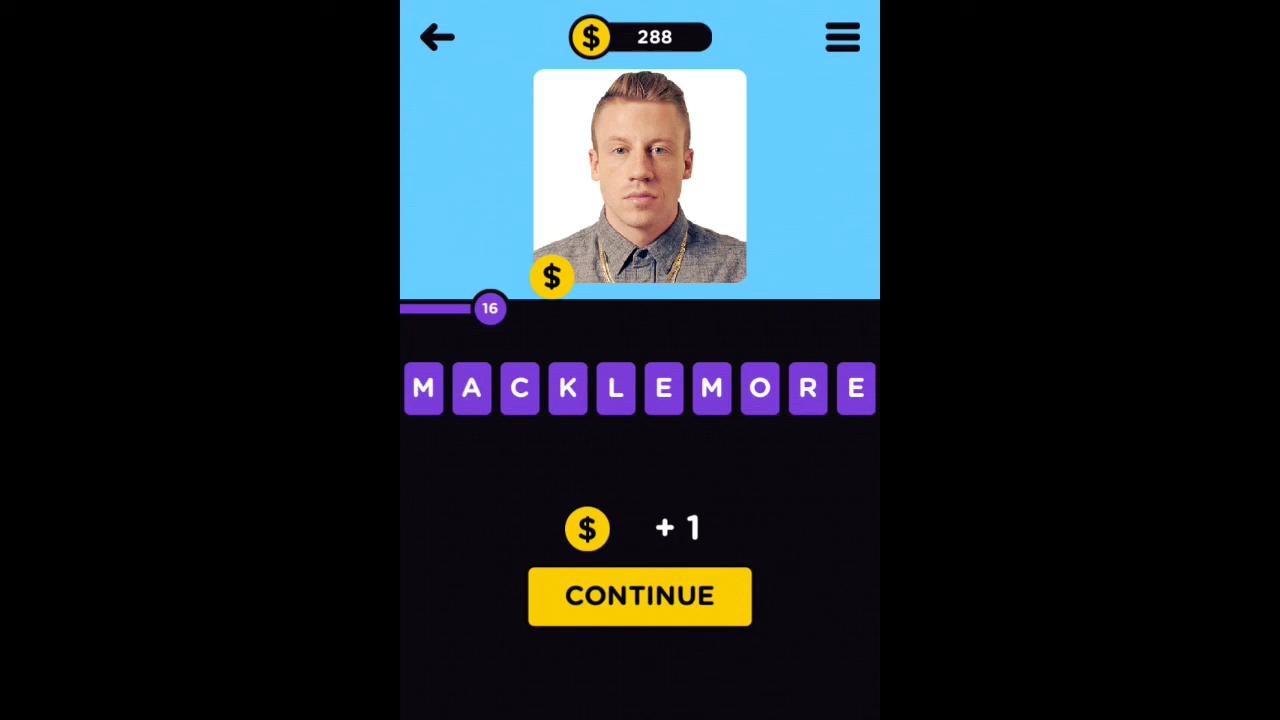 $ 288
$
16
MACKLEMORE
$ + 1
CONTINUE